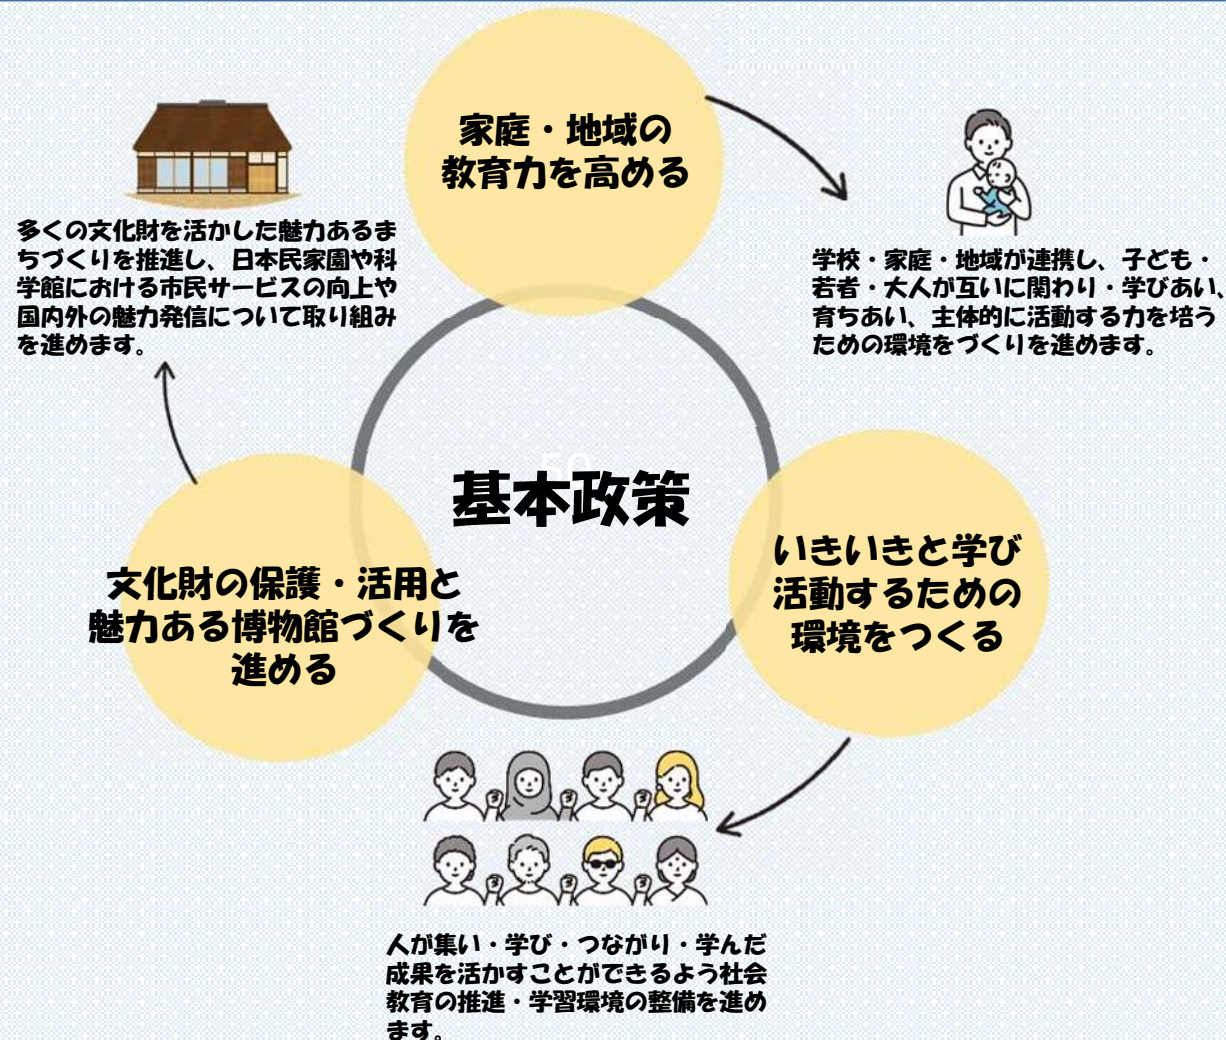 家庭・地域の
教育力を高める
多くの文化財を活かした魅力あるま
ちづくりを推進し、日本民家園や科
学館における市民サービスの向上や
国内外の魅力発信について取り組み
を進めます。
学校・家庭・地域が連携し、子ども・
若者・大人が互いに関わり・学びあい、
育ちあい、主体的に活動する力を培う
ための環境をづくりを進めます。
50
基本政策
文化財の保護・活用と
魅力ある博物館づくりを
進める
いきいきと学び
活動するための
環境をつくる
人が集い・学び・つながり・学んだ
成果を活かすことができるよう社会
教育の推進・学習環境の整備を進め
ます。